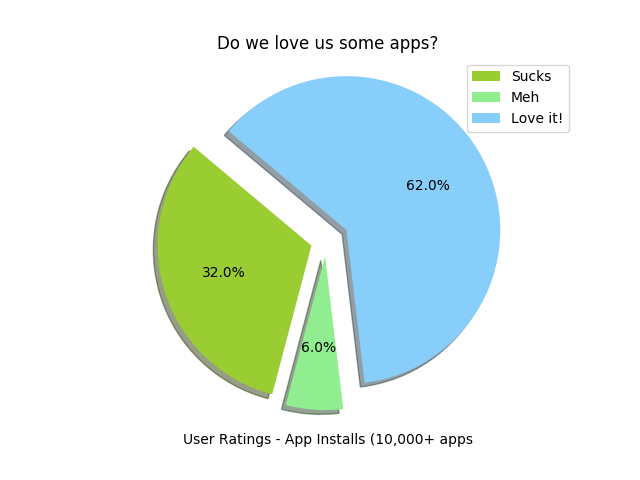 Do we love us some apps?
Sucks
Meh
Love it!
62.0%
32.0%
6.0%
User Ratings - App Installs (10,000+ apps